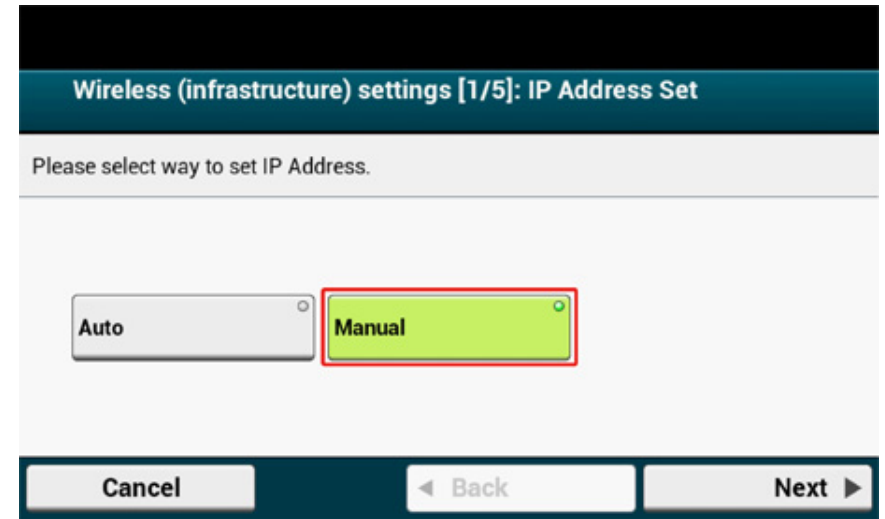 Wireless (infrastructure) settings [1/5]: IP Address Set
Please select way to set IP Address.
Auto
Manual
Cancel
Back
Next